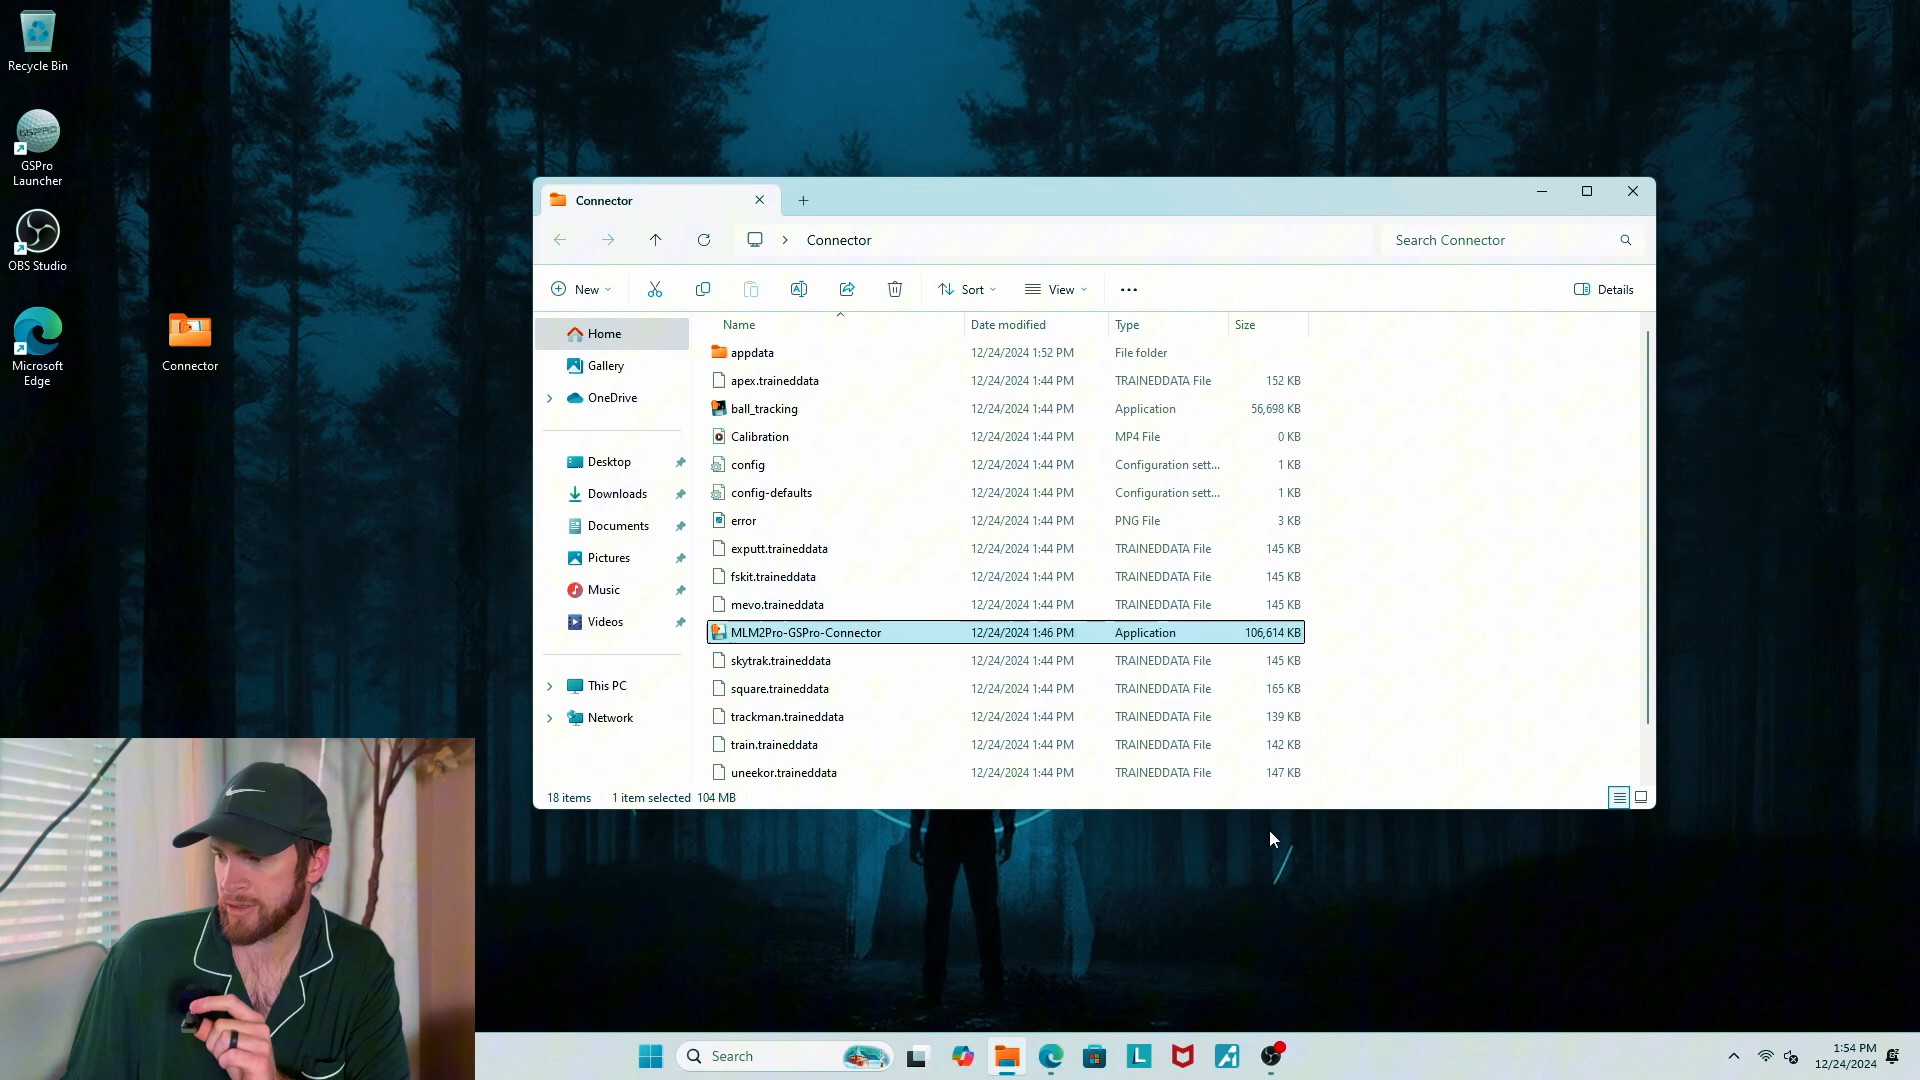 Recycle Bin
GSPRO
GSPro
Launcher
OBS Studio
Microsoft
Edge
Connector
Connector
Connector
Search Connector
New
Sort
View
Details
Home
Gallery
OneDrive
Desktop
Downloads
Documents
Pictures
Music
Videos
This PC
Network
Name Date modified Type Size
appdata 12/24/2024 1:52 PM File folder
apex.traineddata 12/24/2024 1:44 PM TRAINEDDATA File 152 KB
ball_tracking 12/24/2024 1:44 PM Application 56,698 KB
Calibration 12/24/2024 1:44 PM MP4 File 0 KB
config 12/24/2024 1:44 PM Configuration sett... 1 KB
config-defaults 12/24/2024 1:44 PM Configuration sett... 1 KB
error 12/24/2024 1:44 PM PNG File 3 KB
exputt.traineddata 12/24/2024 1:44 PM TRAINEDDATA File 145 KB
fskit.traineddata 12/24/2024 1:44 PM TRAINEDDATA File 145 KB
mevo.traineddata 12/24/2024 1:44 PM TRAINEDDATA File 145 KB
MLM2Pro-GSPro-Connector 12/24/2024 1:46 PM Application 106,614 KB
skytrak.traineddata 12/24/2024 1:44 PM TRAINEDDATA File 145 KB
square.traineddata 12/24/2024 1:44 PM TRAINEDDATA File 165 KB
trackman.traineddata 12/24/2024 1:44 PM TRAINEDDATA File 139 KB
train.traineddata 12/24/2024 1:44 PM TRAINEDDATA File 142 KB
uneekor.traineddata 12/24/2024 1:44 PM TRAINEDDATA File 147 KB
18 items 1 item selected 104 MB
Search
L
1:54 PM
12/24/2024